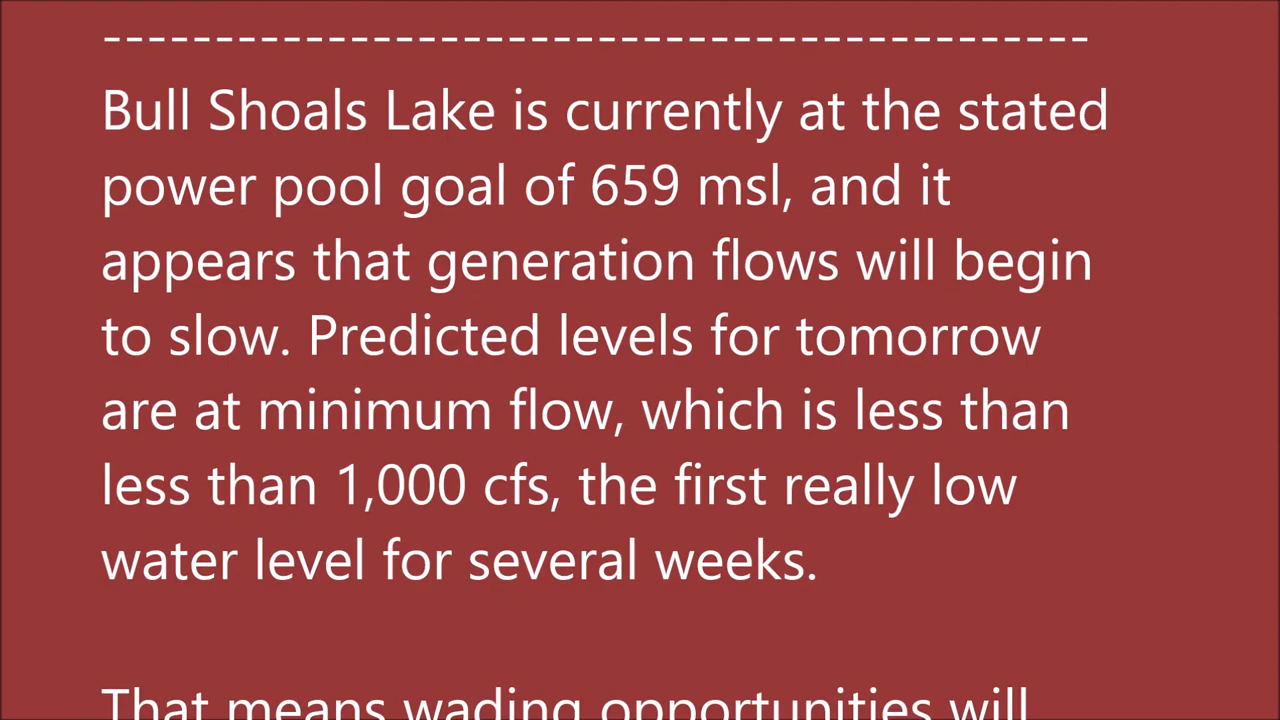 --------------------------------------------
Bull Shoals Lake is currently at the stated
power pool goal of 659 msl, and it
appears that generation flows will begin
to slow. Predicted levels for tomorrow
are at minimum flow, which is less than
less than 1,000 cfs, the first really low
water level for several weeks.
That means wading opportunities will